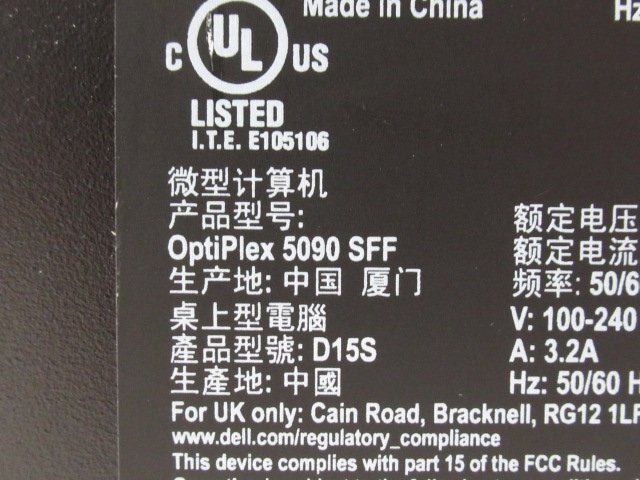 Made in China
Hz
C UL US
LISTED
I.T.E. E105106
微型计算机
产品型号:
额定电压
OptiPlex 5090 SFF
额定电流
生产地: 中国 厦门
频率: 50/6
桌上型電腦
V: 100-240
產品型號: D15S
A: 3.2A
生產地: 中國
Hz: 50/60 H
For UK only: Cain Road, Bracknell, RG12 1LF
www.dell.com/regulatory_compliance
This device complies with part 15 of the FCC Rules.